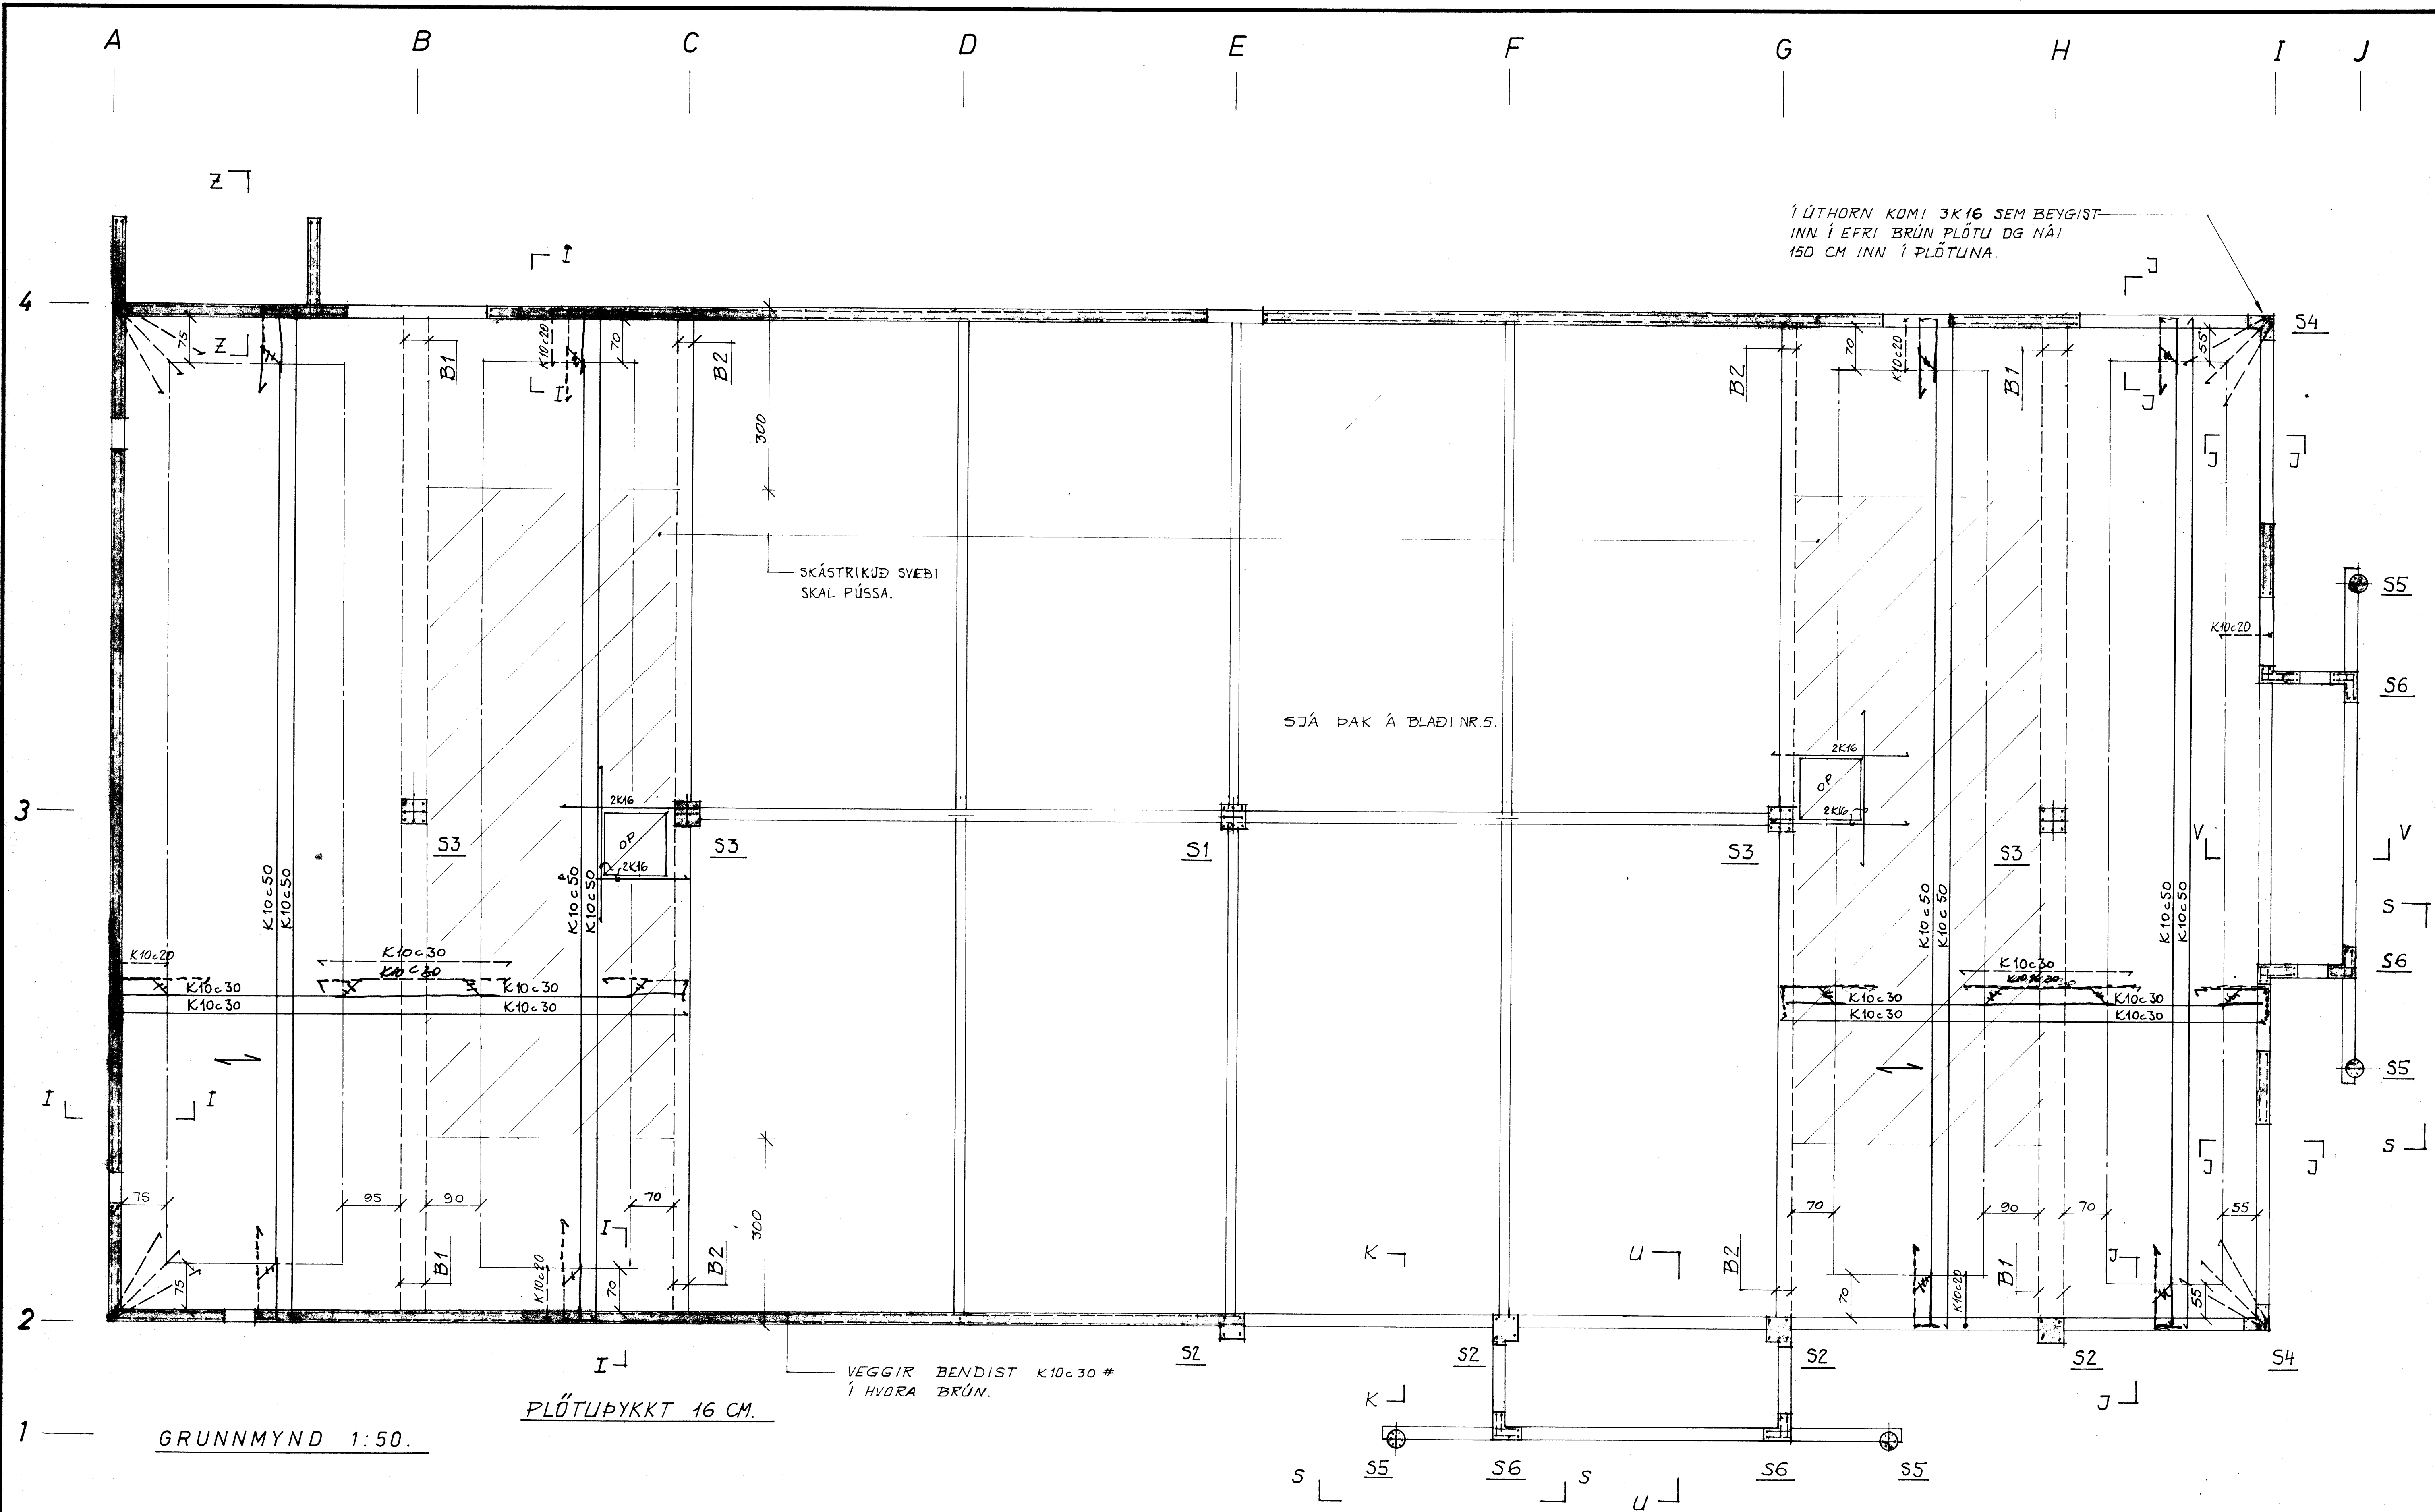 A B C D E F G H I J
Z
I
Í ÚTHORN KOMI 3K16 SEM BEYGIST
INN Í EFRI BRÚN PLÖTU OG NÁI
150 CM INN Í PLÖTUNA.
J
4
S4
75
Z
B1
K10c20
I
70
B2
300
B2
70
K10c20
B1
55
J
J
J
SKÁSTRIKUÐ SVÆÐI
SKAL PÚSSA.
S5
K10c20
S6
SJÁ ÞAK Á BLAÐI NR.5.
2K16
OP
2K16
3
2K16
OP
2K16
S3
S3
S1
S3
S3
V
V
K10c50
K10c50
K10c50
K10c50
K10c50
K10c50
K10c50
K10c50
S
K10c20
K10c30
K10c30
K10c30
K10c30
K10c30
K10c30
K10c30
S6
K10c30
K10c30
K10c30
K10c30
S5
I
I
J
J
S
75
95
90
70
70
90
70
55
300
75
B1
K10c20
I
70
B2
K
U
B2
70
K10c20
B1
J
55
2
I
S2
S2
S2
S2
S4
VEGGIR BENDIST K10c30 #
Í HVORA BRÚN.
PLÖTUÞYKKT 16 CM.
K
J
1
GRUNNMYND 1:50.
S
S5
S6
S
U
S6
S5